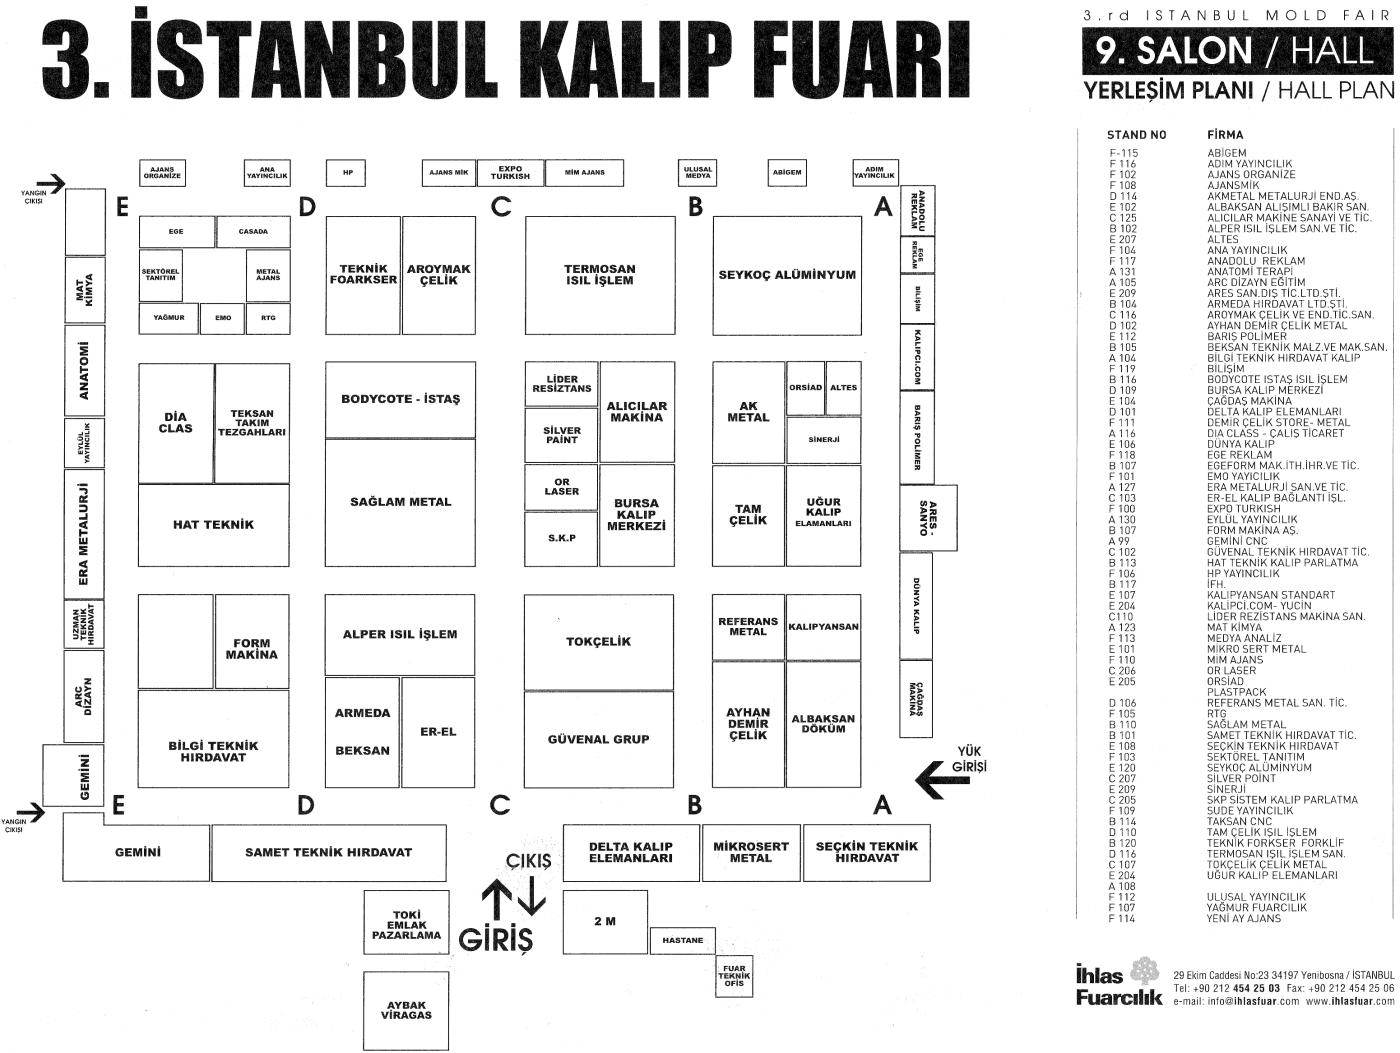 3. İSTANBUL KALIP FUARI
3.rd ISTANBUL MOLD FAIR
9. SALON / HALL
YERLEŞİM PLANI / HALL PLAN
AJANS
ORGANİZE
ANA
YAYINCILIK
HP
AJANS MİK
EXPO
TURKISH
MİM AJANS
ULUSAL
MEDYA
ABİGEM
ADIM
YAYINCILIK
YANGIN
ÇIKIŞI
E
D
C
B
A
ANADOLU
REKLAM
EGE
REKLAM
BİLİŞİM
KALIPCI.COM
BARIŞ POLİMER
ARES -
SANYO
DÜNYA KALIP
ÇAĞDAŞ
MAKİNA
MAT
KİMYA
ANATOMİ
EYLÜL
YAYINCILIK
ERA METALURJİ
UZMAN
TEKNİK
HIRDAVAT
ARC
DİZAYN
GEMİNİ
EGE
CASADA
SEKTÖREL
TANITIM
METAL
AJANS
YAĞMUR
EMO
RTG
TEKNİK
FOARKSER
AROYMAK
ÇELİK
TERMOSAN
ISIL İŞLEM
SEYKOÇ ALÜMİNYUM
DİA
CLAS
TEKSAN
TAKIM
TEZGAHLARI
HAT TEKNİK
BODYCOTE - İSTAŞ
SAĞLAM METAL
LİDER
RESİZTANS
SİLVER
PAINT
OR
LASER
S.K.P
ALICILAR
MAKİNA
BURSA
KALIP
MERKEZİ
AK
METAL
ORSİAD
ALTES
SİNERJİ
TAM
ÇELİK
UĞUR
KALIP
ELAMANLARI
FORM
MAKİNA
BİLGİ TEKNİK
HIRDAVAT
ALPER ISIL İŞLEM
ARMEDA
BEKSAN
ER-EL
TOKÇELİK
GÜVENAL GRUP
REFERANS
METAL
KALIPYANSAN
AYHAN
DEMİR
ÇELİK
ALBAKSAN
DÖKÜM
YÜK
GİRİŞİ
YANGIN
ÇIKIŞI
E
D
C
B
A
GEMİNİ
SAMET TEKNİK HIRDAVAT
DELTA KALIP
ELEMANLARI
MİKROSERT
METAL
SEÇKİN TEKNİK
HIRDAVAT
ÇIKIŞ
GİRİŞ
TOKİ
EMLAK
PAZARLAMA
2 M
HASTANE
FUAR
TEKNİK
OFİS
AYBAK
VİRAGAS
STAND NO FİRMA
F-115 ABİGEM
F 116 ADIM YAYINCILIK
F 102 AJANS ORGANİZE
F 108 AJANSMİK
D 114 AKMETAL METALURJİ END.AŞ.
E 102 ALBAKSAN ALIŞIMLI BAKIR SAN.
C 125 ALICILAR MAKİNE SANAYİ VE TİC.
B 102 ALPER ISIL İŞLEM SAN.VE TİC.
E 207 ALTES
F 104 ANA YAYINCILIK
F 117 ANADOLU REKLAM
A 131 ANATOMİ TERAPİ
A 105 ARC DİZAYN EĞİTİM
E 209 ARES SAN.DIŞ TİC.LTD.ŞTİ.
B 104 ARMEDA HIRDAVAT LTD.ŞTİ.
C 116 AROYMAK ÇELİK VE END.TİC.SAN.
D 102 AYHAN DEMİR ÇELİK METAL
E 112 BARIŞ POLİMER
B 105 BEKSAN TEKNİK MALZ.VE MAK.SAN.
A 104 BİLGİ TEKNİK HIRDAVAT KALIP
F 119 BİLİŞİM
B 116 BODYCOTE ISTAŞ ISIL İŞLEM
D 109 BURSA KALIP MERKEZİ
E 104 ÇAĞDAŞ MAKİNA
D 101 DELTA KALIP ELEMANLARI
F 111 DEMİR ÇELİK STORE- METAL
A 116 DIA CLASS - ÇALIŞ TİCARET
E 106 DÜNYA KALIP
F 118 EGE REKLAM
B 107 EGEFORM MAK.İTH.İHR.VE TİC.
F 101 EMO YAYICILIK
A 127 ERA METALURJİ SAN.VE TİC.
C 103 ER-EL KALIP BAĞLANTI İŞL.
F 100 EXPO TURKISH
A 130 EYLÜL YAYINCILIK
B 107 FORM MAKİNA AŞ.
A 99 GEMİNİ CNC
C 102 GÜVENAL TEKNİK HIRDAVAT TİC.
B 113 HAT TEKNİK KALIP PARLATMA
F 106 HP YAYINCILIK
B 117 İFH.
E 107 KALIPYANSAN STANDART
E 204 KALİPCİ.COM- YUCİN
C110 LİDER REZİSTANS MAKİNA SAN.
A 123 MAT KİMYA
F 113 MEDYA ANALİZ
E 101 MİKRO SERT METAL
F 110 MİM AJANS
C 206 OR LASER
E 205 ORSİAD
PLASTPACK
D 106 REFERANS METAL SAN. TİC.
F 105 RTG
B 110 SAĞLAM METAL
B 101 SAMET TEKNİK HIRDAVAT TİC.
E 108 SEÇKİN TEKNİK HIRDAVAT
F 103 SEKTÖREL TANITIM
E 120 SEYKOÇ ALÜMİNYUM
C 207 SİLVER POİNT
E 209 SİNERJİ
C 205 SKP SİSTEM KALIP PARLATMA
F 109 SUDE YAYINCILIK
B 114 TAKSAN CNC
D 110 TAM ÇELİK IŞIL İŞLEM
B 120 TEKNİK FORKSER FORKLİF
D 116 TERMOSAN IŞIL İŞLEM SAN.
C 107 TOKÇELİK ÇELİK METAL
E 204 UĞUR KALIP ELEMANLARI
A 108
F 112 ULUSAL YAYINCILIK
F 107 YAĞMUR FUARCILIK
F 114 YENİ AY AJANS
İhlas
Fuarcılık
29 Ekim Caddesi No:23 34197 Yenibosna / İSTANBUL
Tel: +90 212 454 25 03 Fax: +90 212 454 25 06
e-mail: info@ihlasfuar.com www.ihlasfuar.com